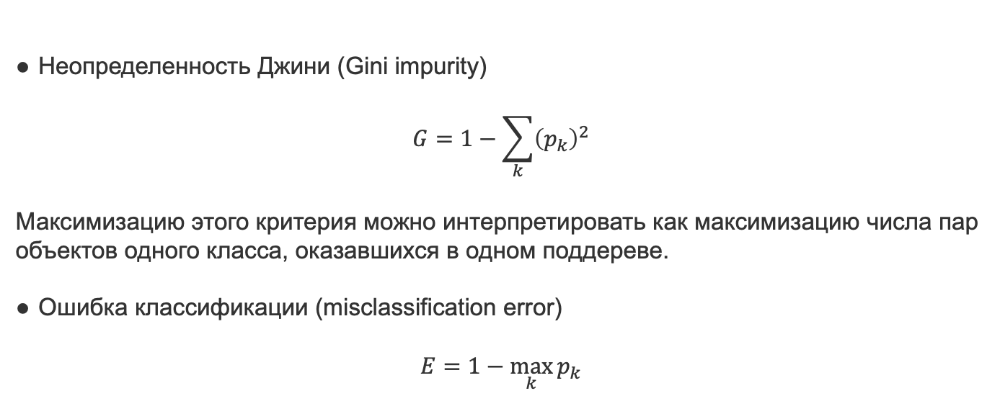 ● Неопределенность Джини (Gini impurity)
G = 1 − ∑_k (p_k)²
Максимизацию этого критерия можно интерпретировать как максимизацию числа пар
объектов одного класса, оказавшихся в одном поддереве.
● Ошибка классификации (misclassification error)
E = 1 − max_k p_k